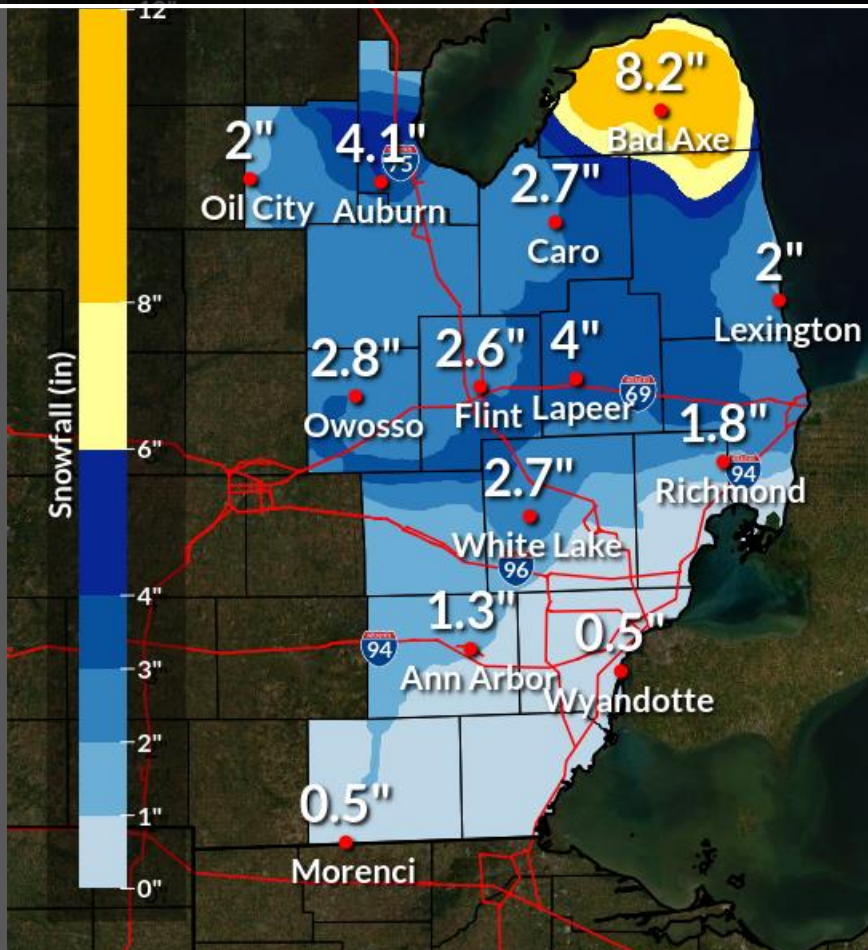 12"
8.2"
Bad Axe
2"
Oil City
4.1"
75
Auburn
2.7"
Caro
2"
Lexington
8"
Snowfall (in)
2.8"
Owosso
2.6"
Flint
4"
Lapeer
69
1.8"
94
Richmond
6"
2.7"
White Lake
96
4"
1.3"
94
Ann Arbor
0.5"
Wyandotte
3"
2"
0.5"
Morenci
1"
0"